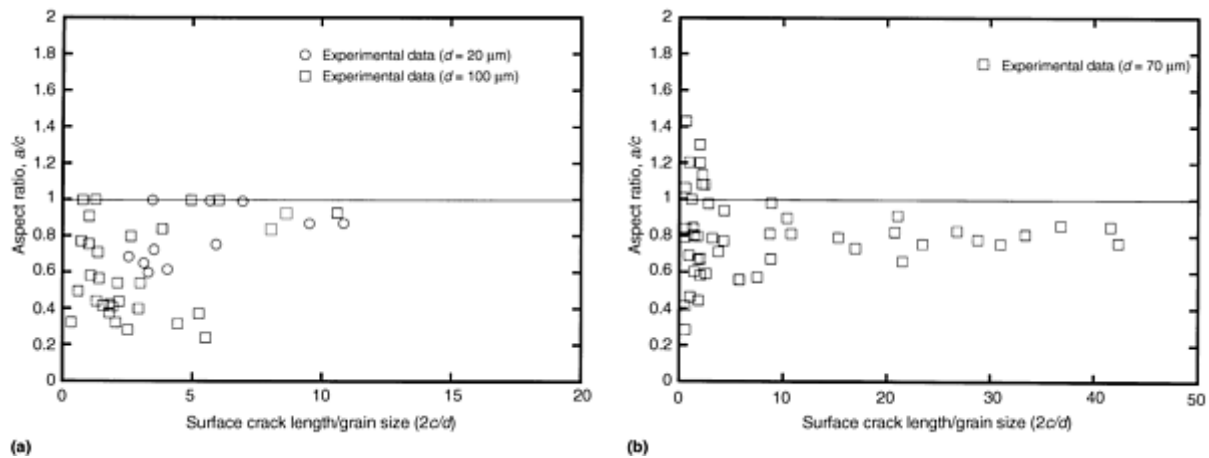 (a)
2
1.8
1.6
1.4
1.2
1
0.8
0.6
0.4
0.2
0
Aspect ratio, a/c
Experimental data (d = 20 μm)
Experimental data (d = 100 μm)
0 5 10 15 20
Surface crack length/grain size (2c/d)
(a)
2
1.8
1.6
1.4
1.2
1
0.8
0.6
0.4
0.2
0
Aspect ratio, a/c
Experimental data (d = 70 μm)
0 10 20 30 40 50
Surface crack length/grain size (2c/d)
(b)